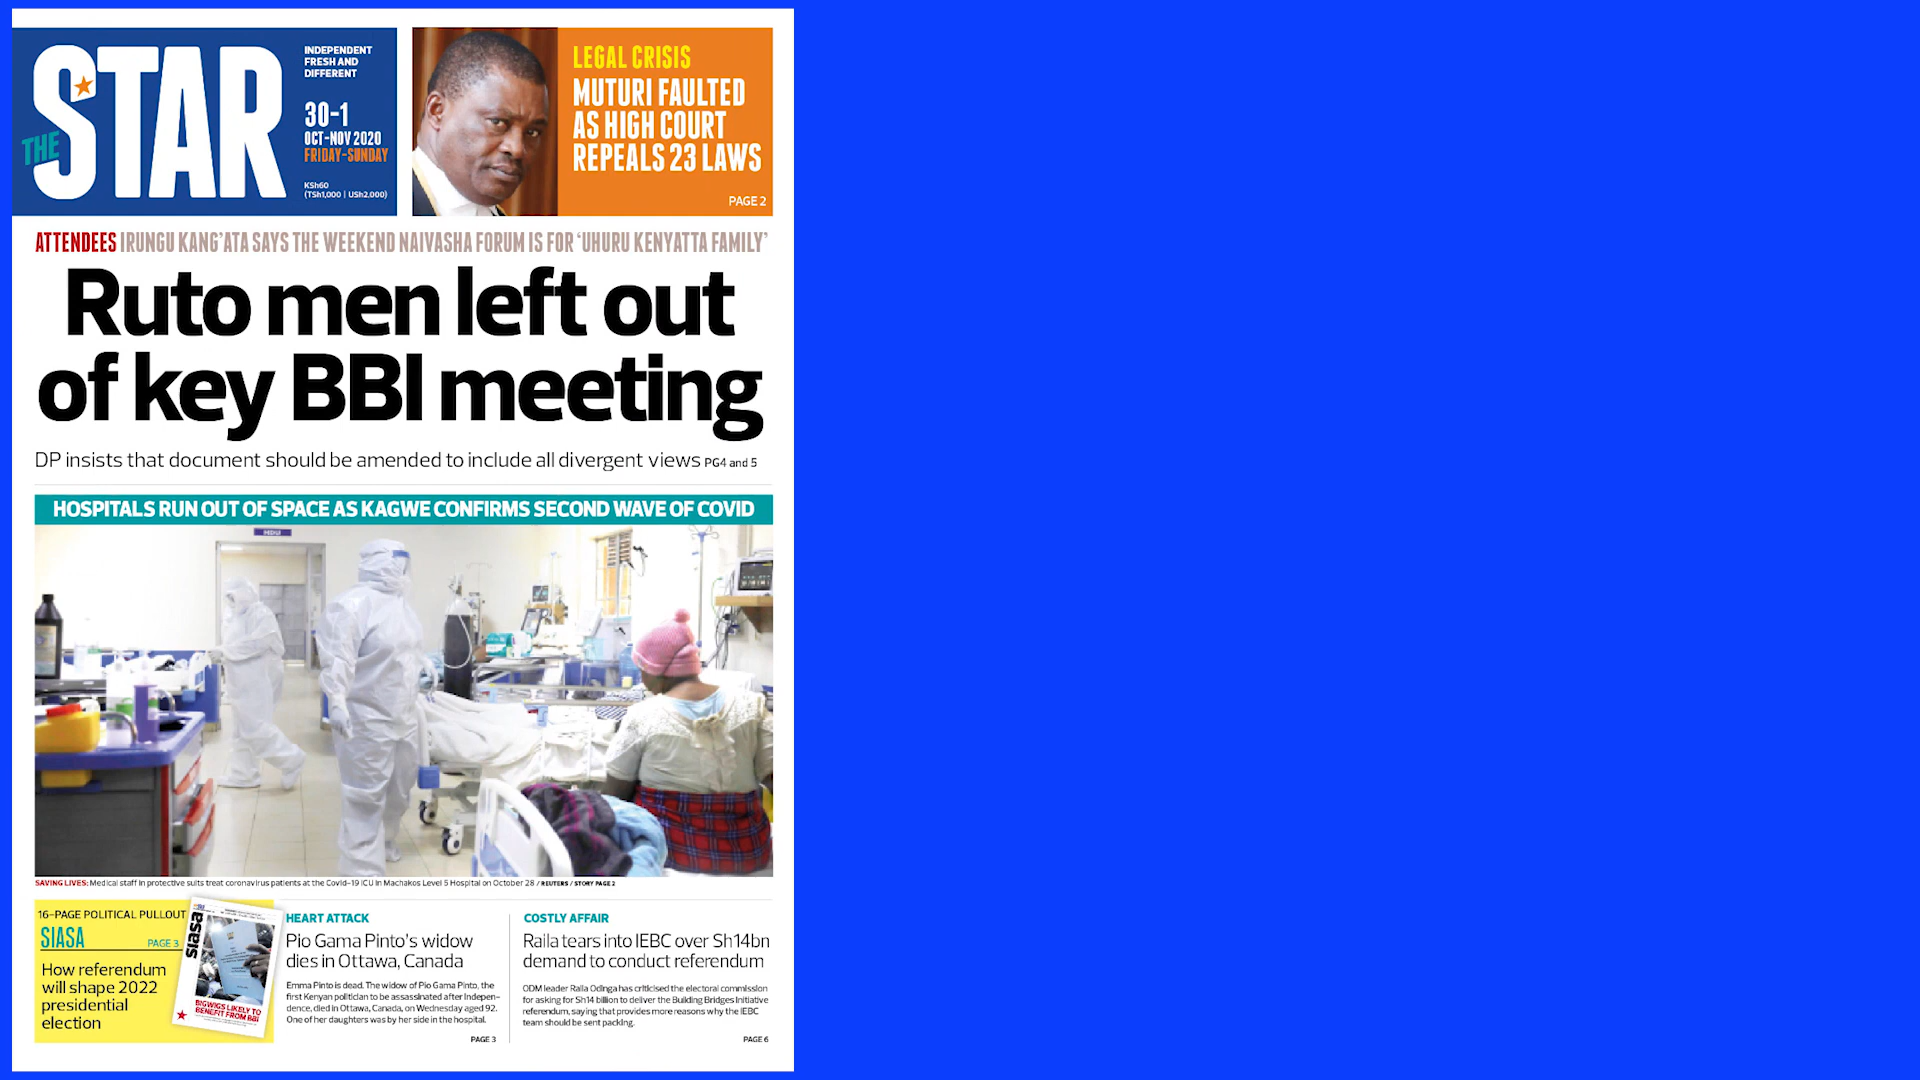 THE STAR
INDEPENDENT
FRESH AND
DIFFERENT
30-1
OCT-NOV 2020
FRIDAY-SUNDAY
KSh60
(TSh1,000 | USh2,000)
LEGAL CRISIS
MUTURI FAULTED
AS HIGH COURT
REPEALS 23 LAWS
PAGE 2
ATTENDEES IRUNGU KANG'ATA SAYS THE WEEKEND NAIVASHA FORUM IS FOR 'UHURU KENYATTA FAMILY'
Ruto men left out
of key BBI meeting
DP insists that document should be amended to include all divergent views PG4 and 5
HOSPITALS RUN OUT OF SPACE AS KAGWE CONFIRMS SECOND WAVE OF COVID
SAVING LIVES: Medical staff in protective suits treat coronavirus patients at the Covid-19 ICU in Machakos Level 5 Hospital on October 28 / REUTERS / STORY PAGE 2
16-PAGE POLITICAL PULLOUT
SIASA
PAGE 3
How referendum
will shape 2022
presidential
election
siasa
BIGWIGS LIKELY TO
BENEFIT FROM BBI
HEART ATTACK
Pio Gama Pinto's widow
dies in Ottawa, Canada
Emma Pinto is dead. The widow of Pio Gama Pinto, the
first Kenyan politician to be assassinated after Indepen-
dence, died in Ottawa, Canada, on Wednesday aged 92.
One of her daughters was by her side in the hospital.
PAGE 3
COSTLY AFFAIR
Raila tears into IEBC over Sh14bn
demand to conduct referendum
ODM leader Raila Odinga has criticised the electoral commission
for asking for Sh14 billion to deliver the Building Bridges Initiative
referendum, saying that provides more reasons why the IEBC
team should be sent packing.
PAGE 6